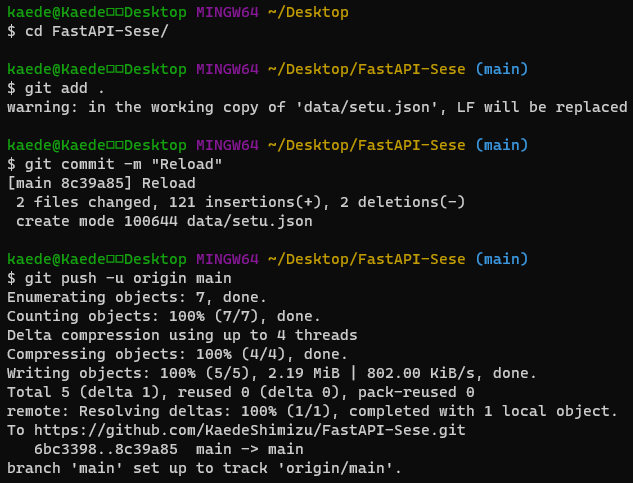 kaede@Kaede□□Desktop MINGW64 ~/Desktop
$ cd FastAPI-Sese/
kaede@Kaede□□Desktop MINGW64 ~/Desktop/FastAPI-Sese (main)
$ git add .
warning: in the working copy of 'data/setu.json', LF will be replaced
kaede@Kaede□□Desktop MINGW64 ~/Desktop/FastAPI-Sese (main)
$ git commit -m "Reload"
[main 8c39a85] Reload
 2 files changed, 121 insertions(+), 2 deletions(-)
 create mode 100644 data/setu.json
kaede@Kaede□□Desktop MINGW64 ~/Desktop/FastAPI-Sese (main)
$ git push -u origin main
Enumerating objects: 7, done.
Counting objects: 100% (7/7), done.
Delta compression using up to 4 threads
Compressing objects: 100% (4/4), done.
Writing objects: 100% (5/5), 2.19 MiB | 802.00 KiB/s, done.
Total 5 (delta 1), reused 0 (delta 0), pack-reused 0
remote: Resolving deltas: 100% (1/1), completed with 1 local object.
To https://github.com/KaedeShimizu/FastAPI-Sese.git
   6bc3398..8c39a85  main -> main
branch 'main' set up to track 'origin/main'.